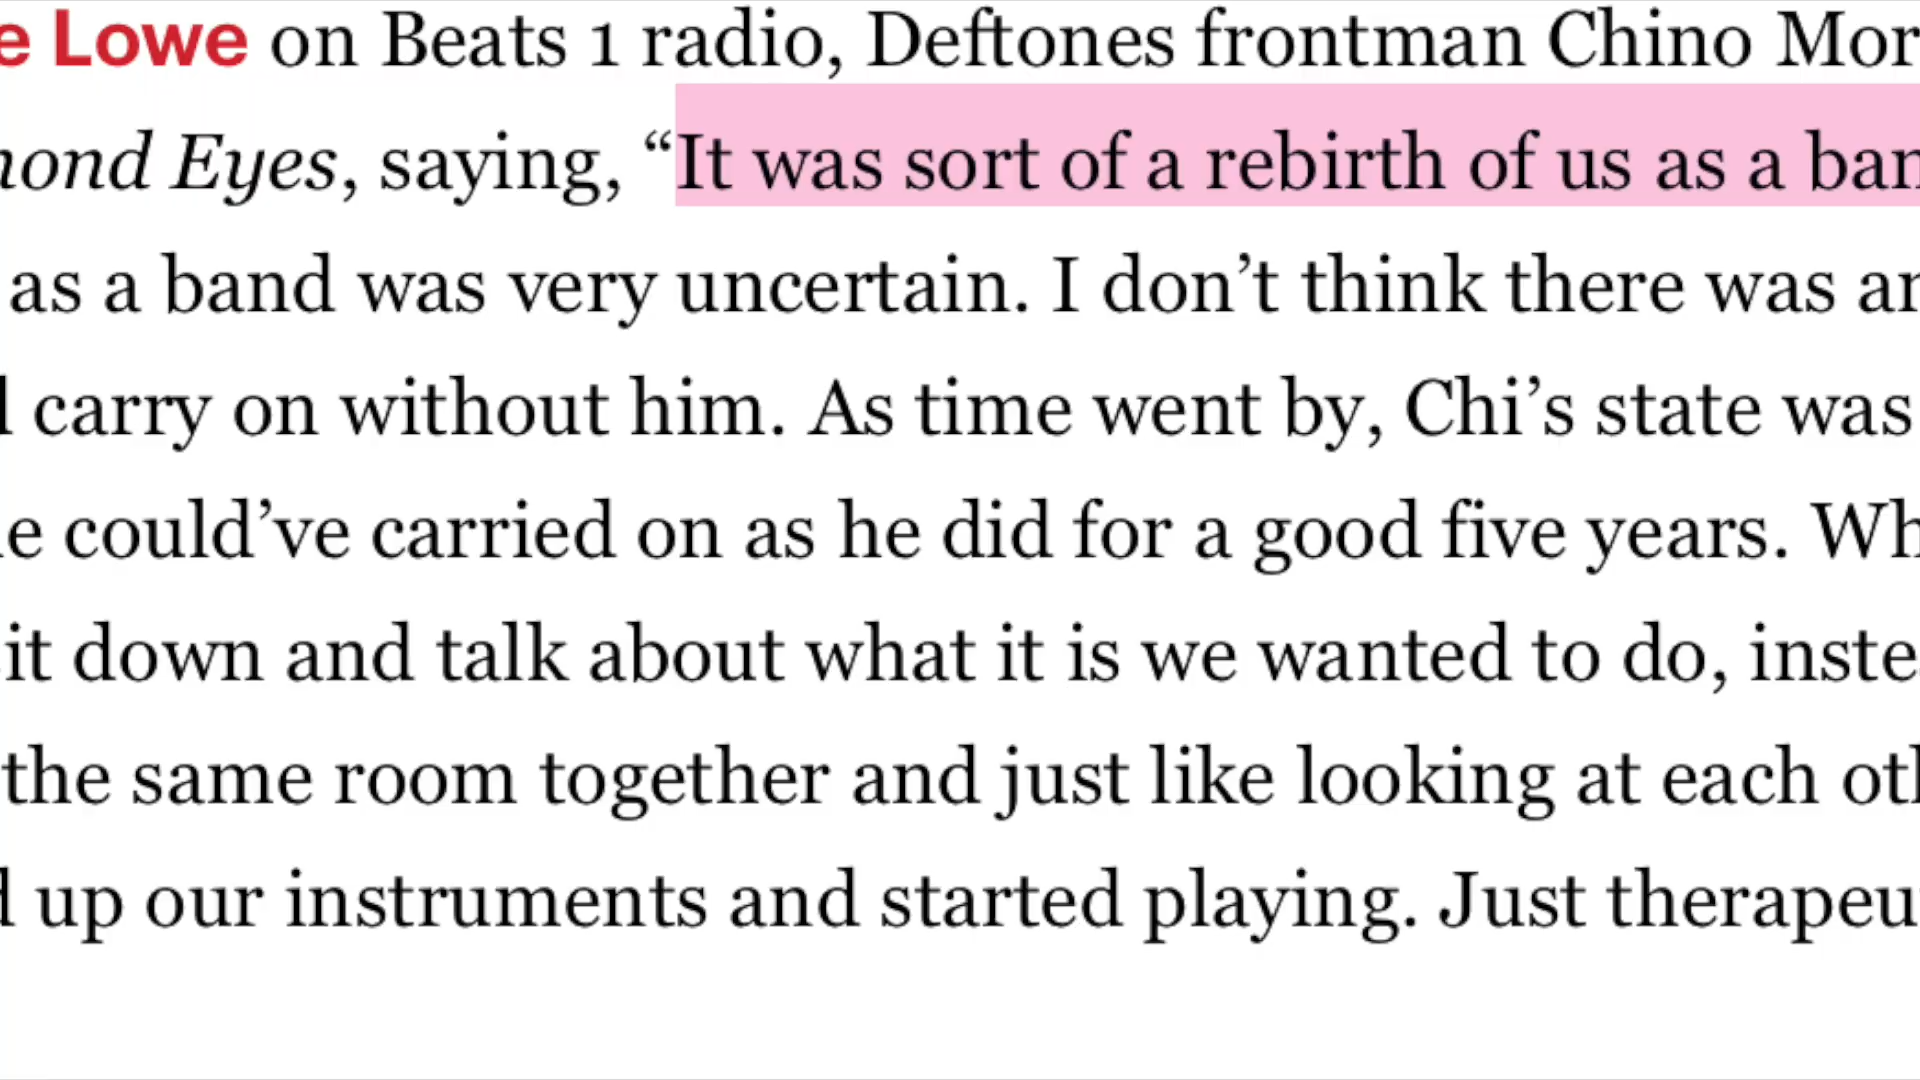 e Lowe on Beats 1 radio, Deftones frontman Chino Mor
mond Eyes, saying, “It was sort of a rebirth of us as a ban
as a band was very uncertain. I don’t think there was an
carry on without him. As time went by, Chi’s state was
e could’ve carried on as he did for a good five years. Wh
it down and talk about what it is we wanted to do, inste
the same room together and just like looking at each oth
d up our instruments and started playing. Just therapeu